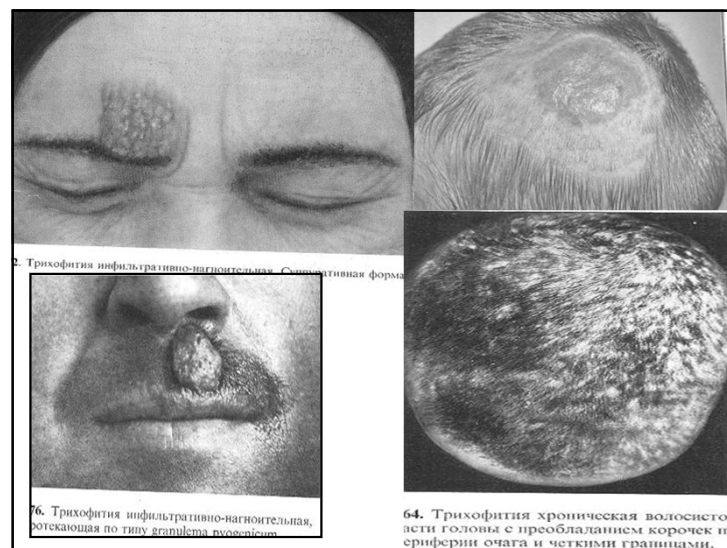 2. Трихофития инфильтративно-нагноительная. Суппуративная форма
76. Трихофития инфильтративно-нагноительная,
ротекающая по типу granulema pyogenicum
64. Трихофития хроническая волосисто
асти головы с преобладанием корочек п
ериферии очага и четкими границами.